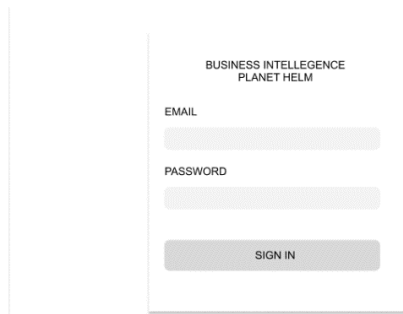 BUSINESS INTELLEGENCE
PLANET HELM
EMAIL
PASSWORD
SIGN IN